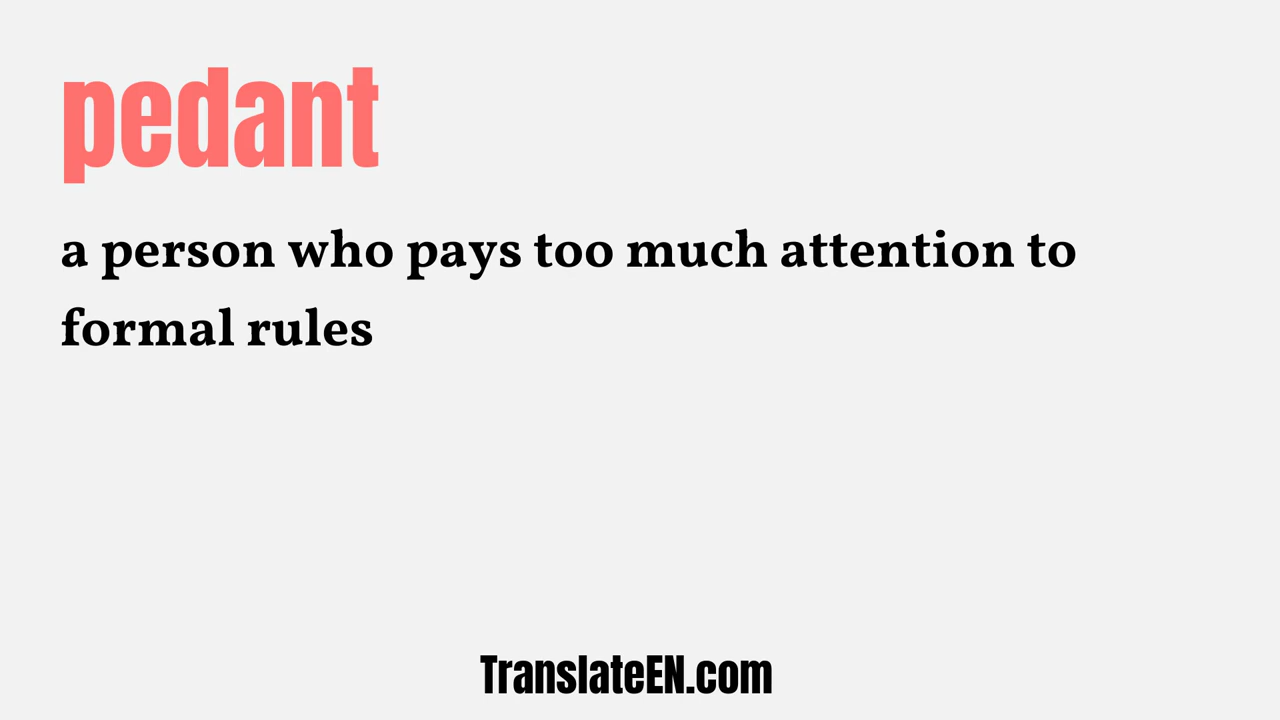 pedant
a person who pays too much attention to
formal rules
TranslateEN.com